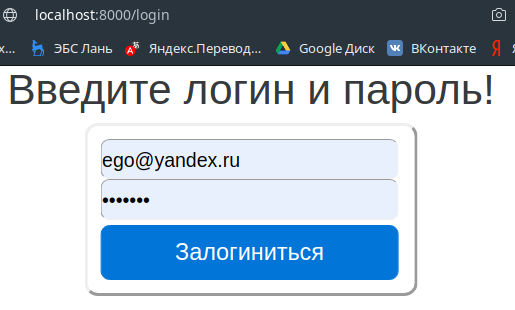 localhost:8000/login
х... ЭБС Лань Яндекс.Перевод... Google Диск ВКонтакте Я
Введите логин и пароль!
ego@yandex.ru
•••••••
Залогиниться